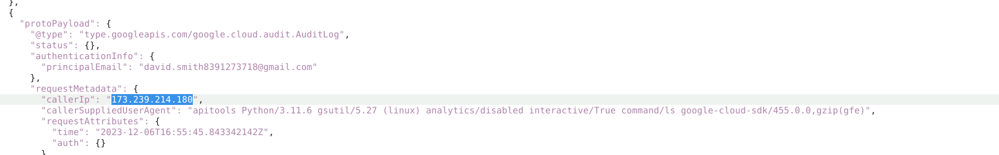 },
{
"protoPayload": {
"@type": "type.googleapis.com/google.cloud.audit.AuditLog",
"status": {},
"authenticationInfo": {
"principalEmail": "david.smith8391273718@gmail.com"
},
"requestMetadata": {
"callerIp": "173.239.214.180",
"callerSuppliedUserAgent": "apitools Python/3.11.6 gsutil/5.27 (linux) analytics/disabled interactive/True command/ls google-cloud-sdk/455.0.0,gzip(gfe)",
"requestAttributes": {
"time": "2023-12-06T16:55:45.843342142Z",
"auth": {}
}